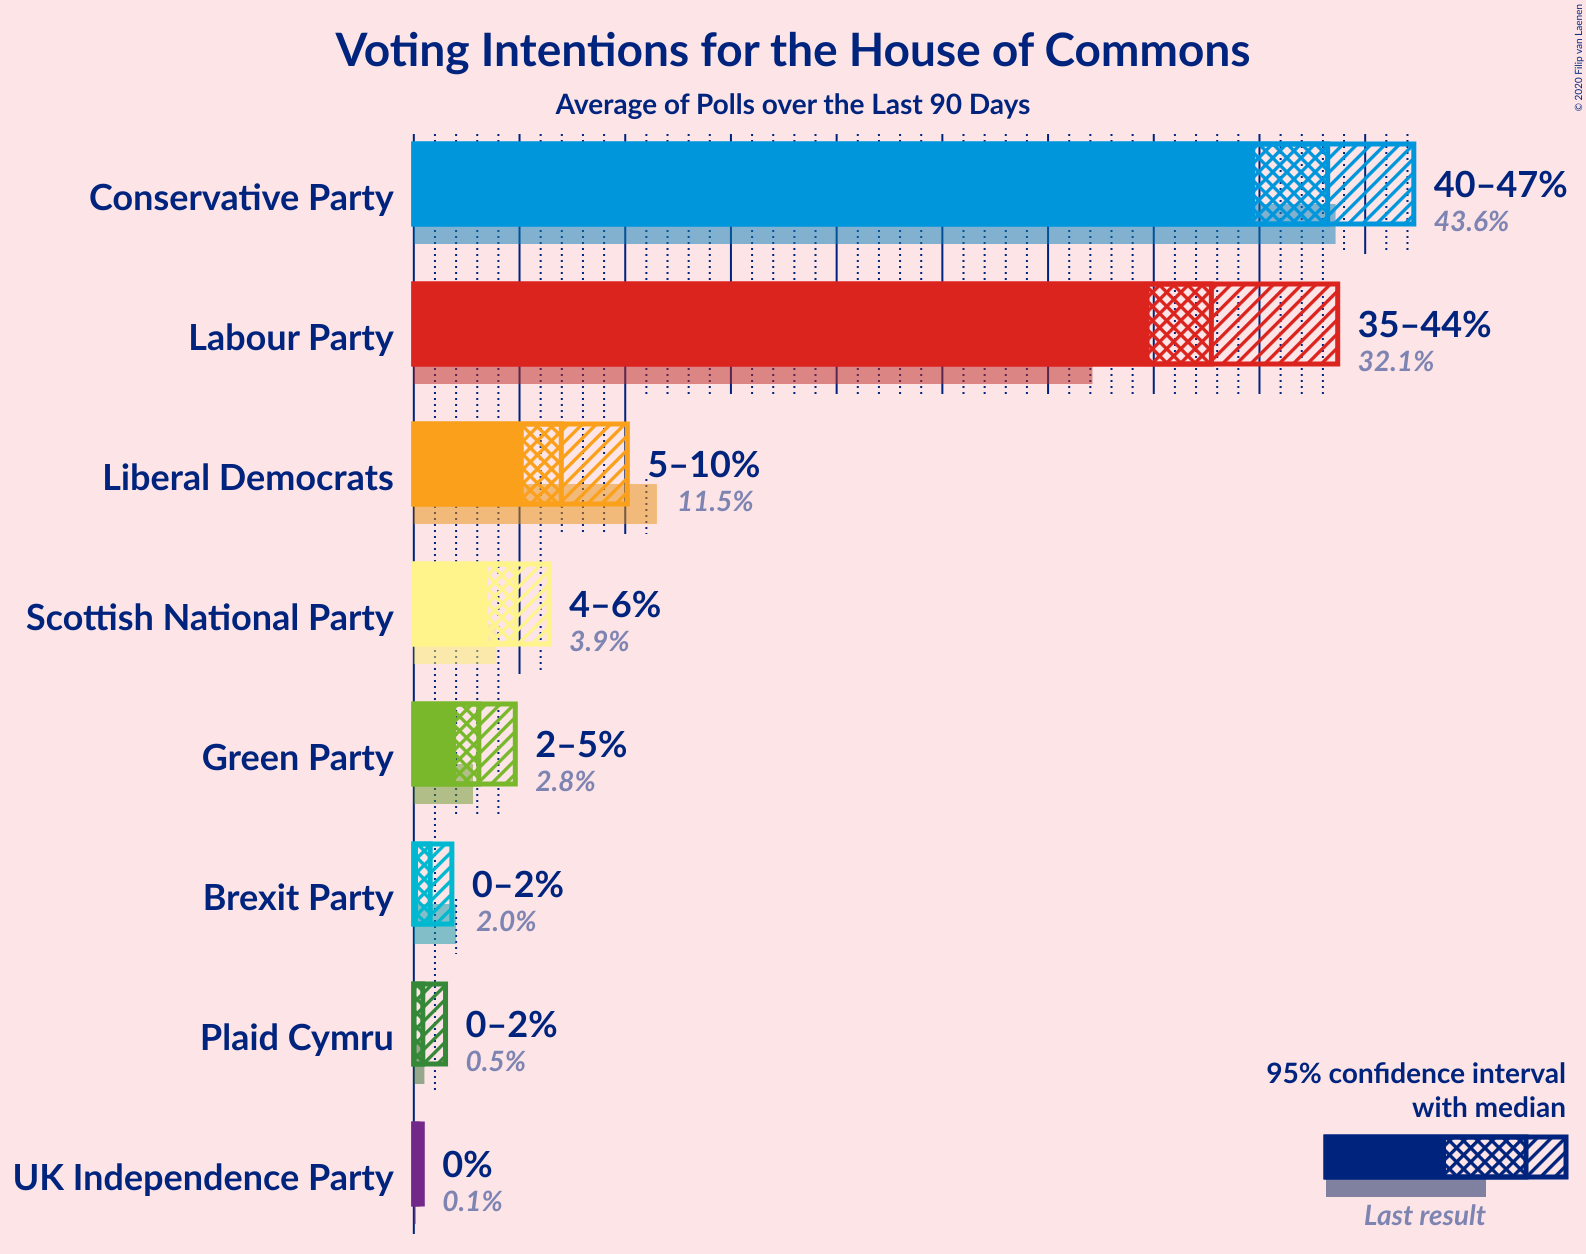 Voting Intentions for the House of Commons
Average of Polls over the Last 90 Days
© 2020 Filip van Laenen
Conservative Party
40–47%
43.6%
Labour Party
35–44%
32.1%
Liberal Democrats
5–10%
11.5%
Scottish National Party
4–6%
3.9%
Green Party
2–5%
2.8%
Brexit Party
0–2%
2.0%
Plaid Cymru
0–2%
0.5%
UK Independence Party
0%
0.1%
95% confidence interval
with median
Last result